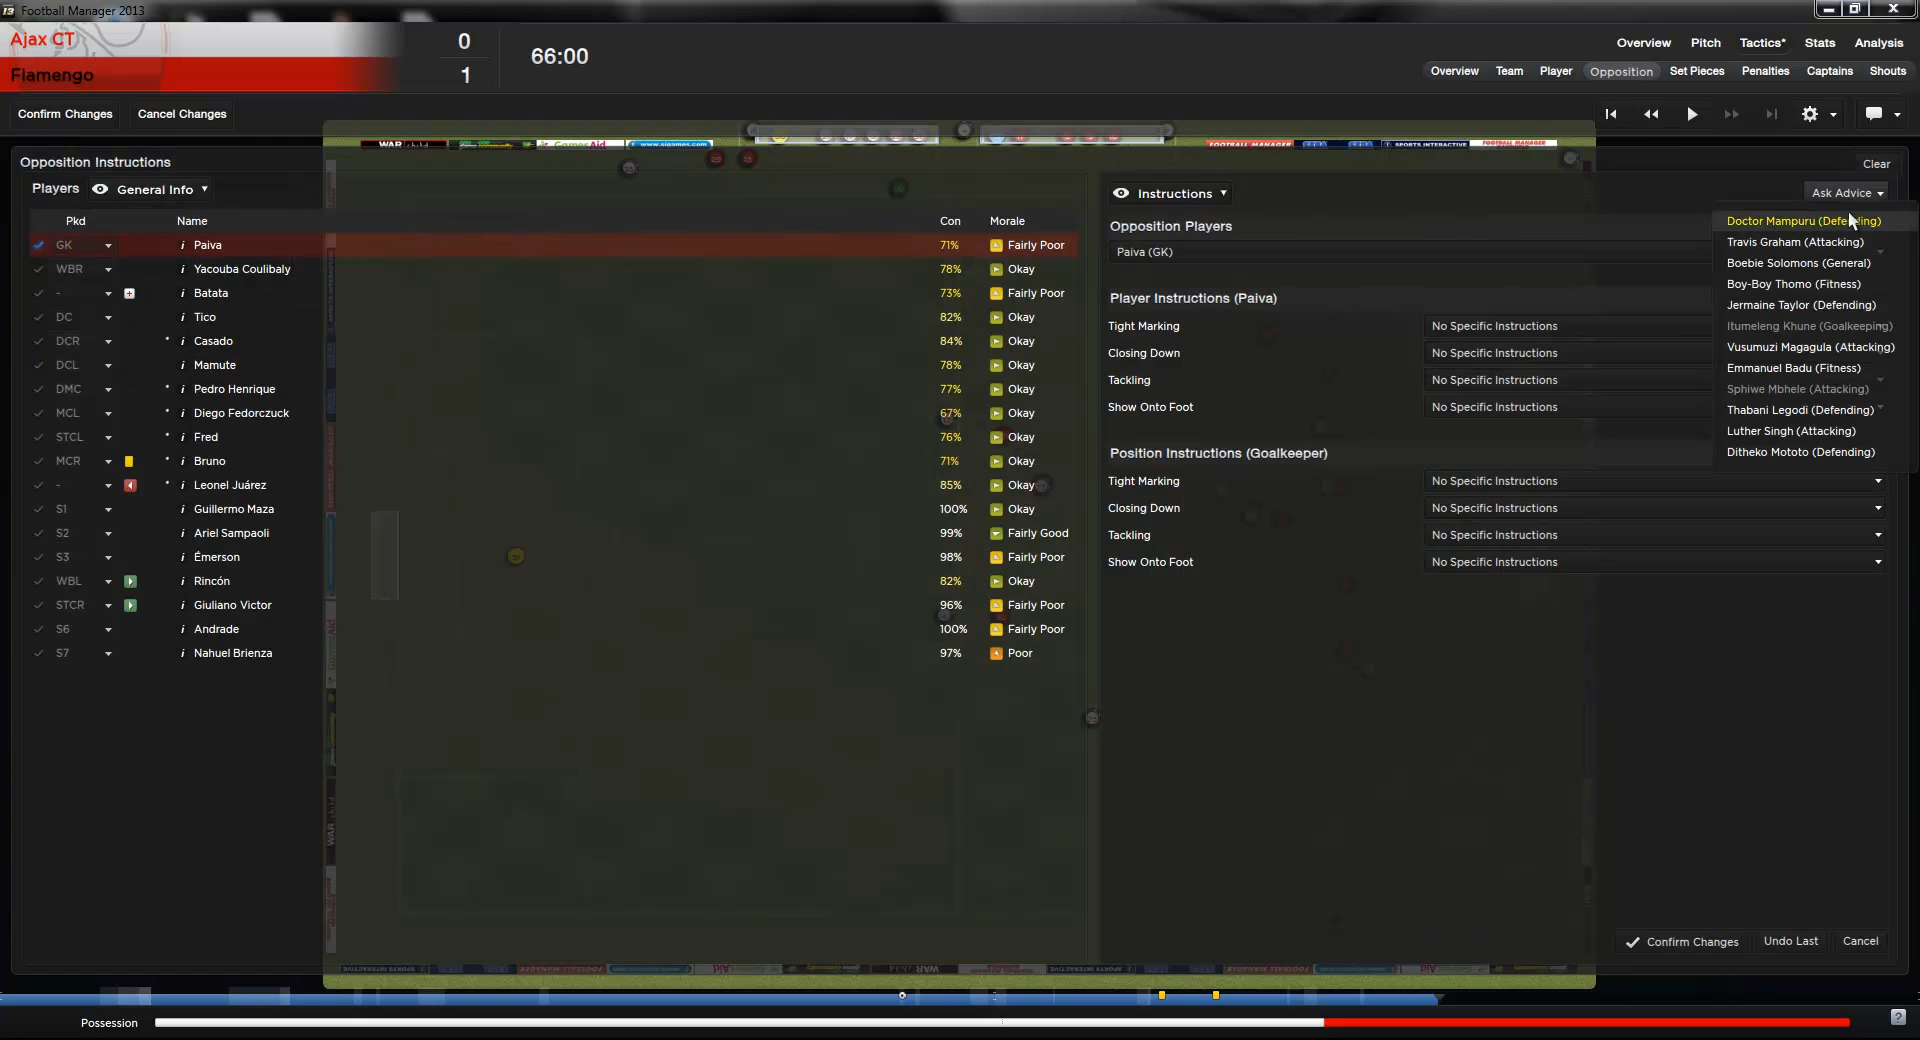 Football Manager 2013
Ajax CT 0
Flamengo 1
66:00
Overview Pitch Tactics* Stats Analysis
Overview Team Player Opposition Set Pieces Penalties Captains Shouts
Confirm Changes Cancel Changes
Opposition Instructions
Clear
Players General Info
Instructions
Ask Advice
Pkd Name Con Morale
GK i Paiva 71% Fairly Poor
WBR i Yacouba Coulibaly 78% Okay
- i Batata 73% Fairly Poor
DC i Tico 82% Okay
DCR * i Casado 84% Okay
DCL i Mamute 78% Okay
DMC * i Pedro Henrique 77% Okay
MCL * i Diego Fedorczuck 67% Okay
STCL * i Fred 76% Okay
MCR * i Bruno 71% Okay
- * i Leonel Juárez 85% Okay
S1 i Guillermo Maza 100% Okay
S2 i Ariel Sampaoli 99% Fairly Good
S3 i Émerson 98% Fairly Poor
WBL i Rincón 82% Okay
STCR i Giuliano Victor 96% Fairly Poor
S6 i Andrade 100% Fairly Poor
S7 i Nahuel Brienza 97% Poor
Opposition Players
Paiva (GK)
Player Instructions (Paiva)
Tight Marking No Specific Instructions
Closing Down No Specific Instructions
Tackling No Specific Instructions
Show Onto Foot No Specific Instructions
Position Instructions (Goalkeeper)
Tight Marking No Specific Instructions
Closing Down No Specific Instructions
Tackling No Specific Instructions
Show Onto Foot No Specific Instructions
Doctor Mampuru (Defending)
Travis Graham (Attacking)
Boebie Solomons (General)
Boy-Boy Thomo (Fitness)
Jermaine Taylor (Defending)
Itumeleng Khune (Goalkeeping)
Vusumuzi Magagula (Attacking)
Emmanuel Badu (Fitness)
Sphiwe Mbhele (Attacking)
Thabani Legodi (Defending)
Luther Singh (Attacking)
Ditheko Mototo (Defending)
Confirm Changes Undo Last Cancel
Possession
?